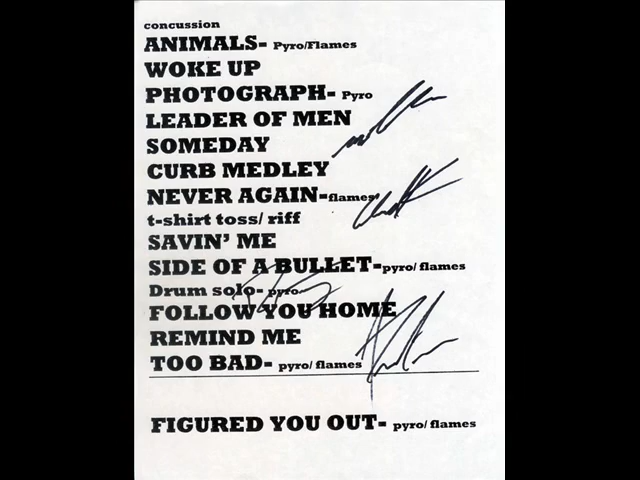 concussion
ANIMALS- Pyro/Flames
WOKE UP
PHOTOGRAPH- Pyro
LEADER OF MEN
SOMEDAY
CURB MEDLEY
NEVER AGAIN-flames
t-shirt toss/ riff
SAVIN' ME
SIDE OF A BULLET-pyro/ flames
Drum solo- pyro
FOLLOW YOU HOME
REMIND ME
TOO BAD- pyro/ flames
FIGURED YOU OUT- pyro/ flames